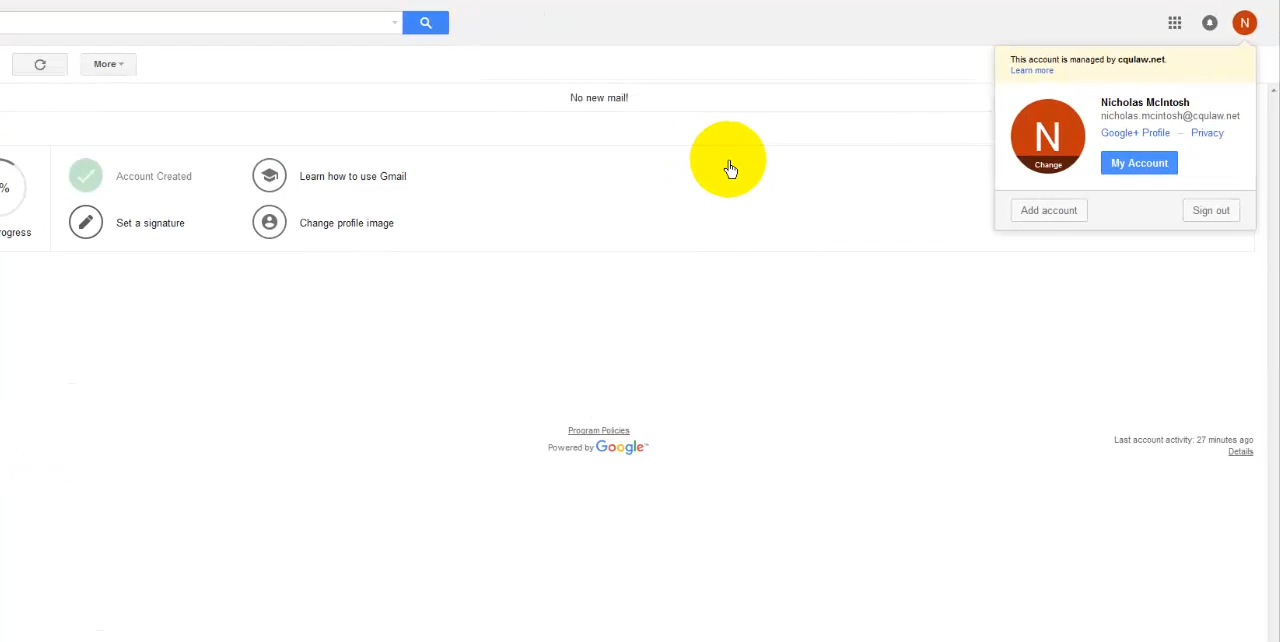 N
This account is managed by cqulaw.net.
Learn more
More
Nicholas McIntosh
nicholas.mcintosh@cqulaw.net
Google+ Profile – Privacy
N
Change
My Account
Add account
Sign out
No new mail!
%
ogress
Account Created
Learn how to use Gmail
Set a signature
Change profile image
Program Policies
Powered by Google™
Last account activity: 27 minutes ago
Details